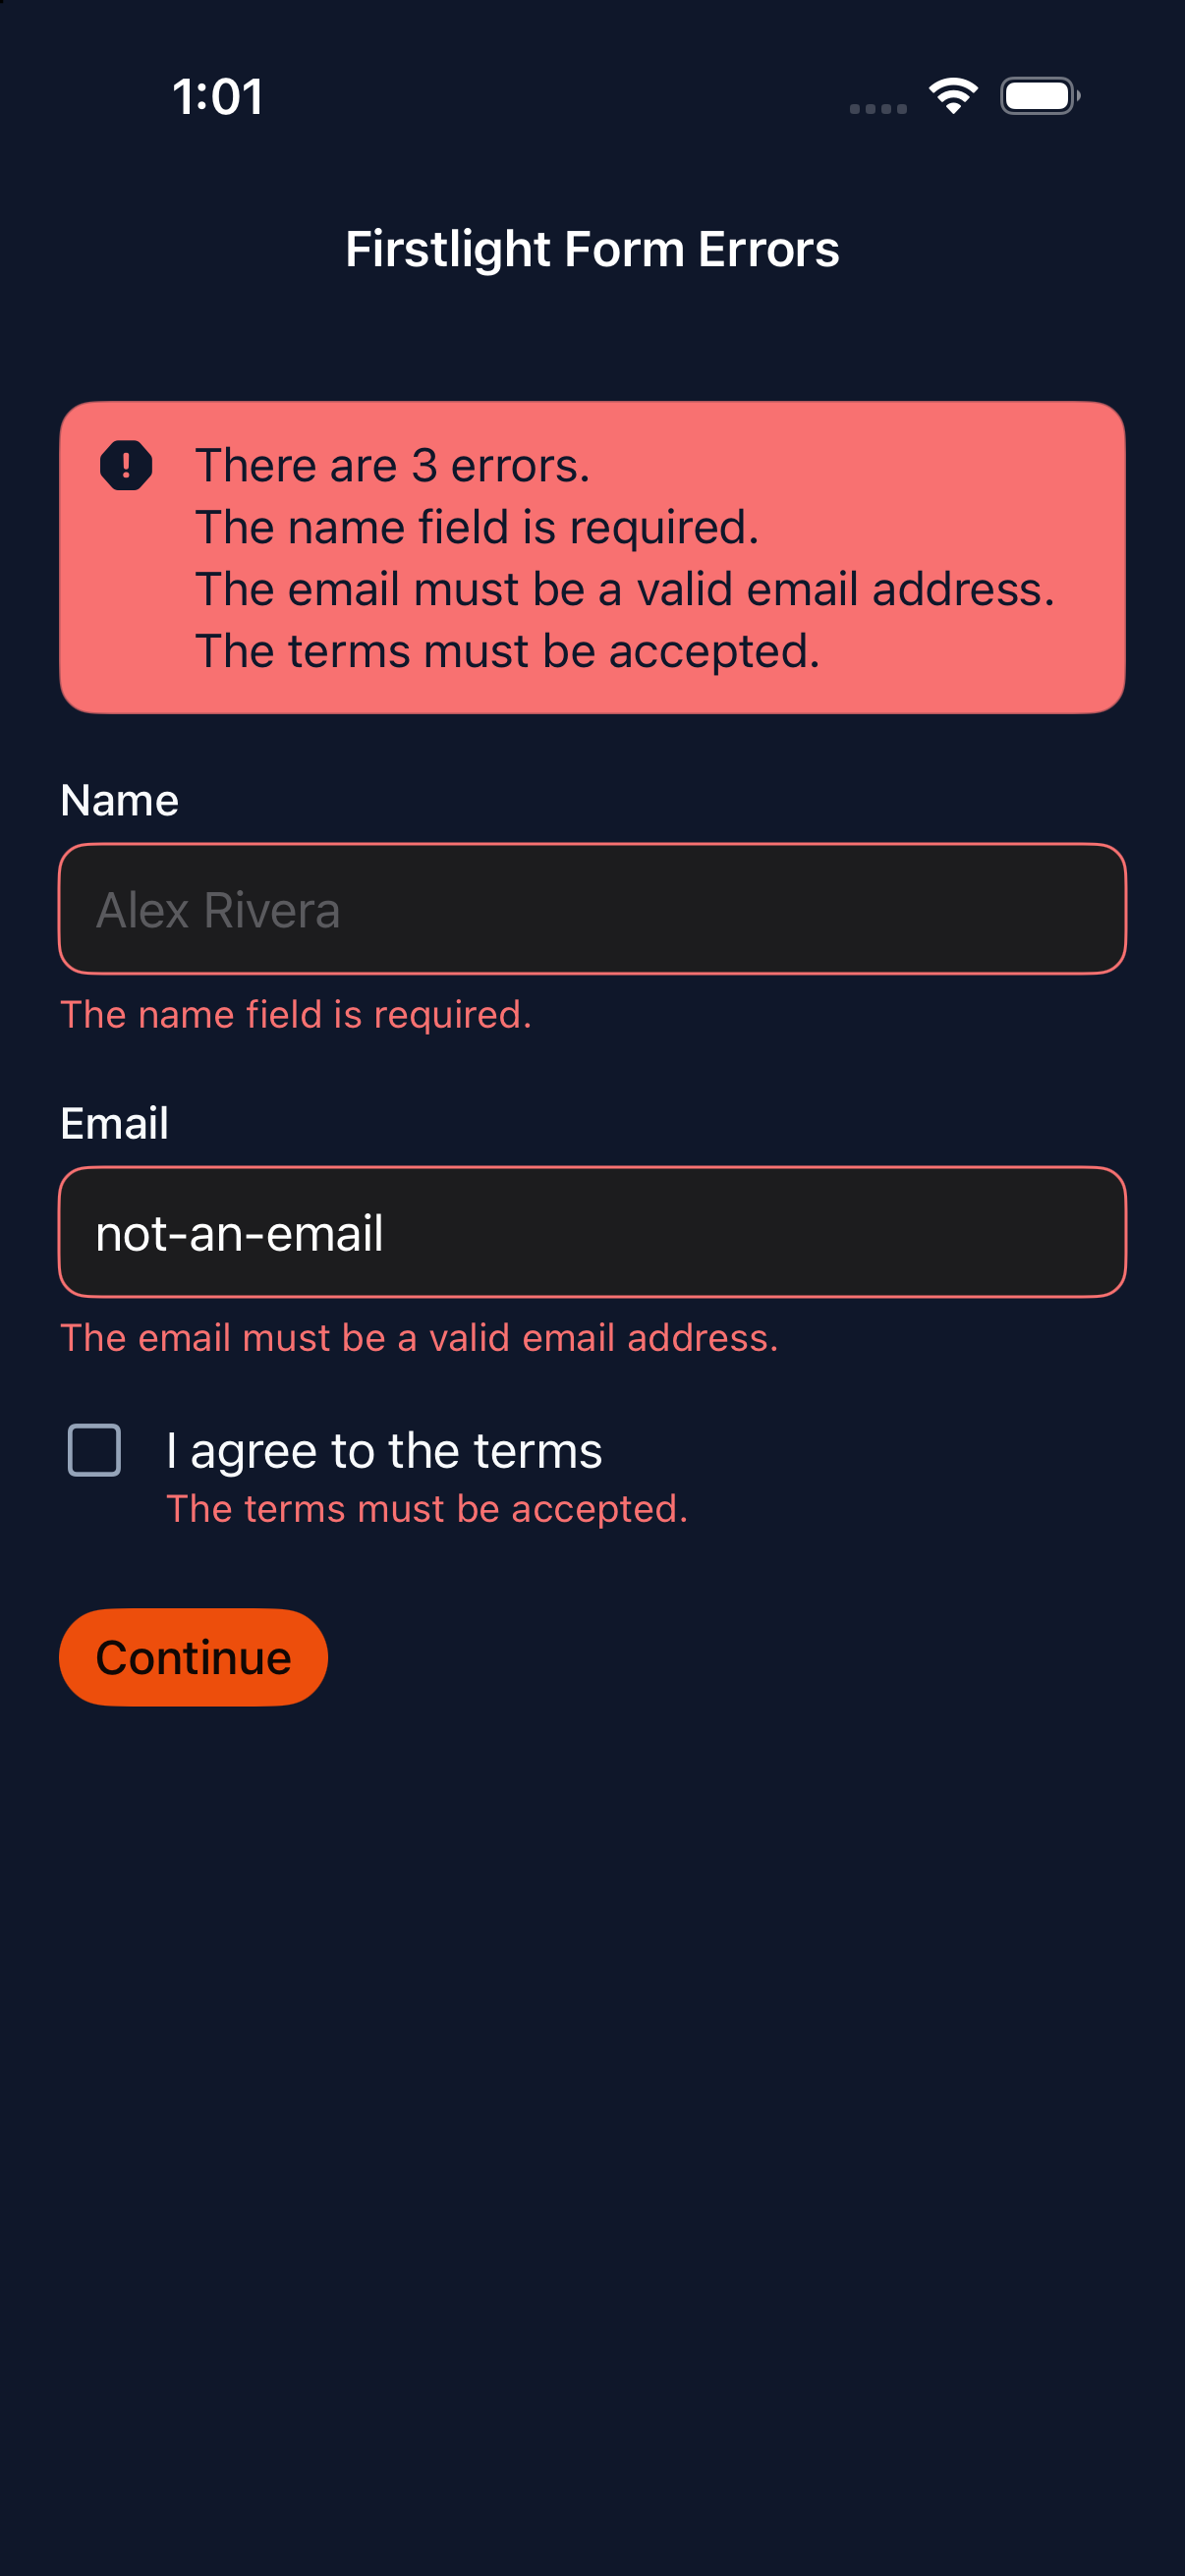 1:01
Firstlight Form Errors
There are 3 errors.
The name field is required.
The email must be a valid email address.
The terms must be accepted.
Name
Alex Rivera
The name field is required.
Email
not-an-email
The email must be a valid email address.
I agree to the terms
The terms must be accepted.
Continue